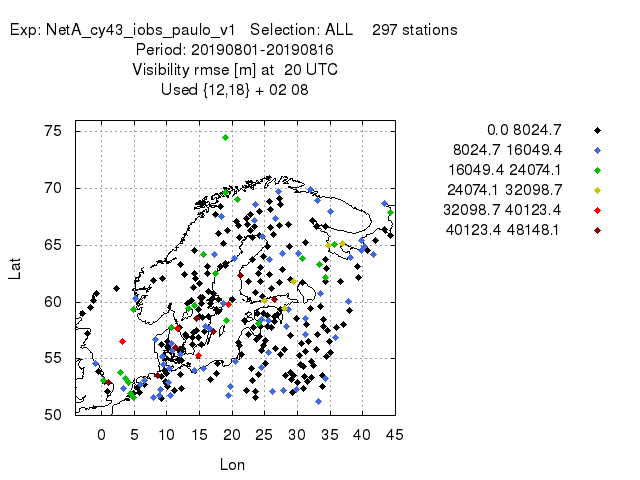 Exp: NetA_cy43_iobs_paulo_v1 Selection: ALL 297 stations
Period: 20190801-20190816
Visibility rmse [m] at 20 UTC
Used {12,18} + 02 08
0.0 8024.7
8024.7 16049.4
16049.4 24074.1
24074.1 32098.7
32098.7 40123.4
40123.4 48148.1
75
70
65
60
55
50
Lat
0 5 10 15 20 25 30 35 40 45
Lon